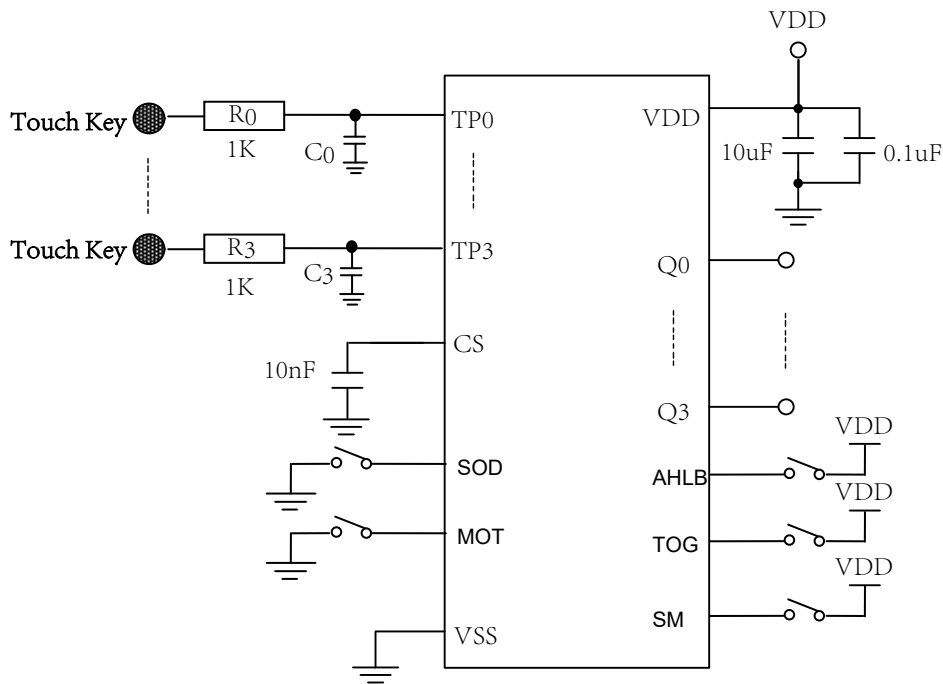 VDD
Touch Key
R0
1K
C0
TP0
VDD
10uF
0.1uF
Touch Key
R3
1K
C3
TP3
Q0
CS
10nF
Q3
SOD
AHLB
VDD
MOT
TOG
VDD
SM
VDD
VSS